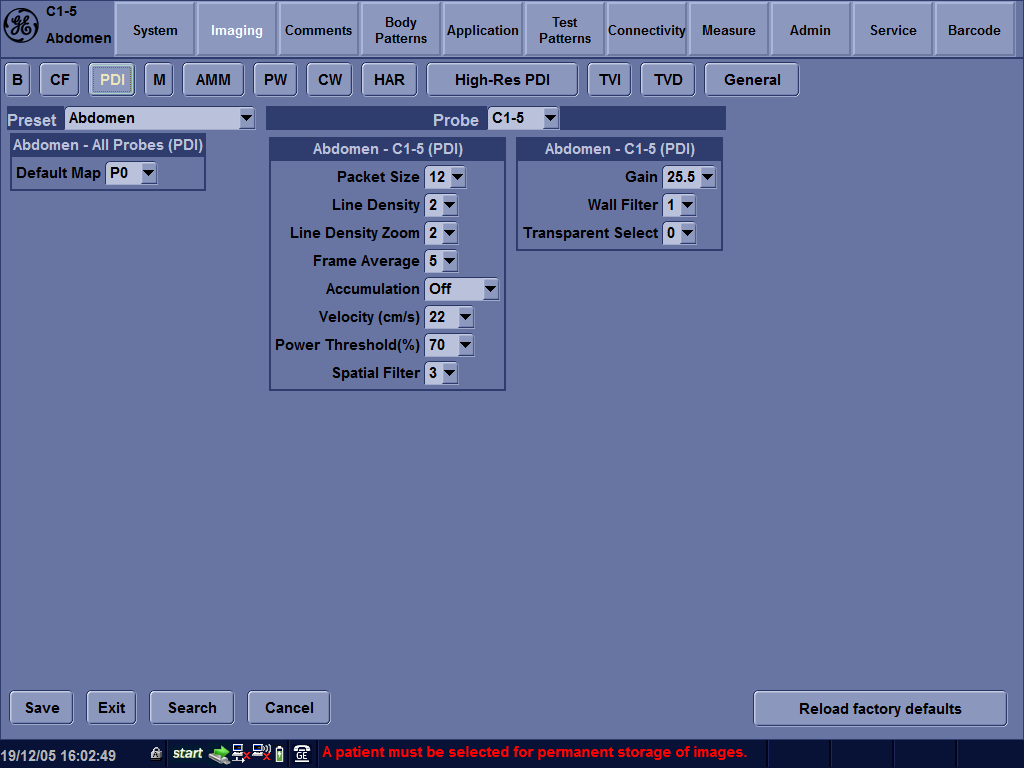 C1-5
Abdomen
System
Imaging
Comments
Body
Patterns
Application
Test
Patterns
Connectivity
Measure
Admin
Service
Barcode
B
CF
PDI
M
AMM
PW
CW
HAR
High-Res PDI
TVI
TVD
General
Preset Abdomen
Probe C1-5
Abdomen - All Probes (PDI)
Default Map P0
Abdomen - C1-5 (PDI)
Packet Size 12
Line Density 2
Line Density Zoom 2
Frame Average 5
Accumulation Off
Velocity (cm/s) 22
Power Threshold(%) 70
Spatial Filter 3
Abdomen - C1-5 (PDI)
Gain 25.5
Wall Filter 1
Transparent Select 0
Save
Exit
Search
Cancel
Reload factory defaults
19/12/05 16:02:49
start
GE
A patient must be selected for permanent storage of images.